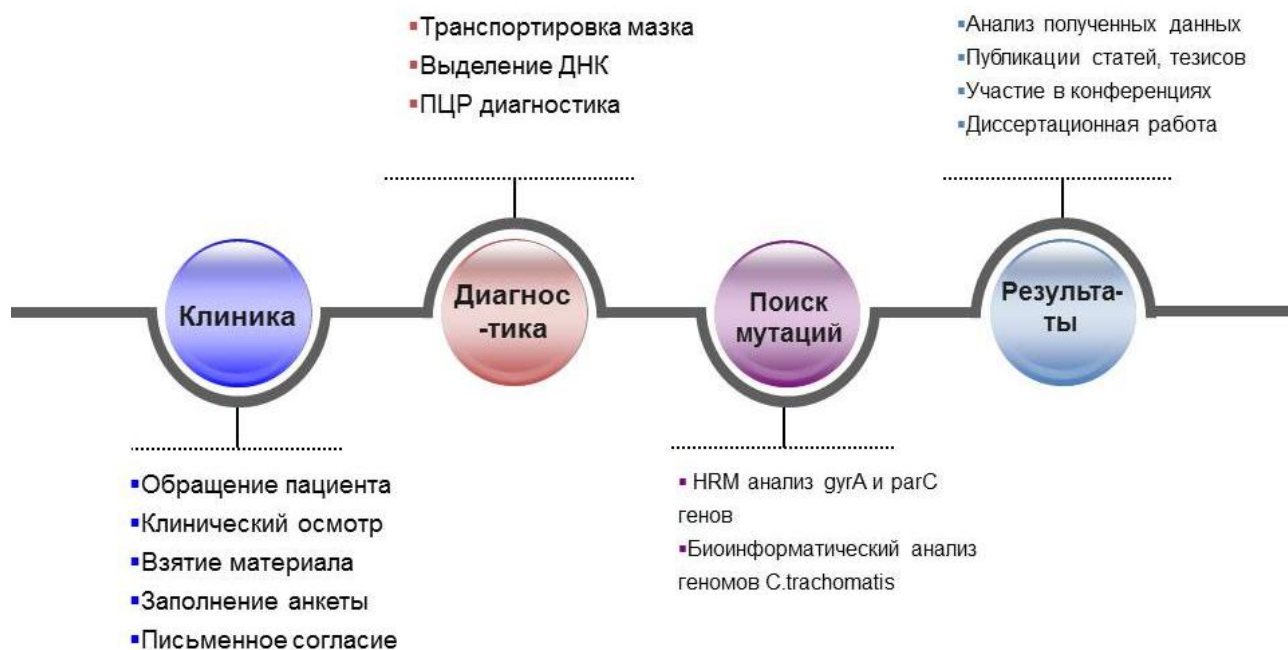 ▪Транспортировка мазка
▪Выделение ДНК
▪ПЦР диагностика
▪Анализ полученных данных
▪Публикации статей, тезисов
▪Участие в конференциях
▪Диссертационная работа
Клиника
Диагнос
-тика
Поиск
мутаций
Результа-
ты
▪Обращение пациента
▪Клинический осмотр
▪Взятие материала
▪Заполнение анкеты
▪Письменное согласие
▪ HRM анализ gyrA и parC
генов
▪Биоинформатический анализ
геномов C.trachomatis